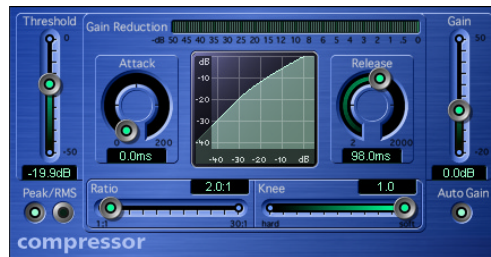 Threshold
Gain Reduction
Gain
0
-dB 50 45 40 35 30 25 20 15 12 10 8 6 5 4 3 2 1 .5 0
50
Attack
dB
Release
-10
-20
-30
-40
-40 -30 -20 -10 dB
0 200
2 2000
-50
-20
0.0ms
98.0ms
-19.9dB
0.0dB
Peak/RMS
Ratio
2.0:1
Knee
1.0
Auto Gain
1:1 30:1
hard soft
compressor